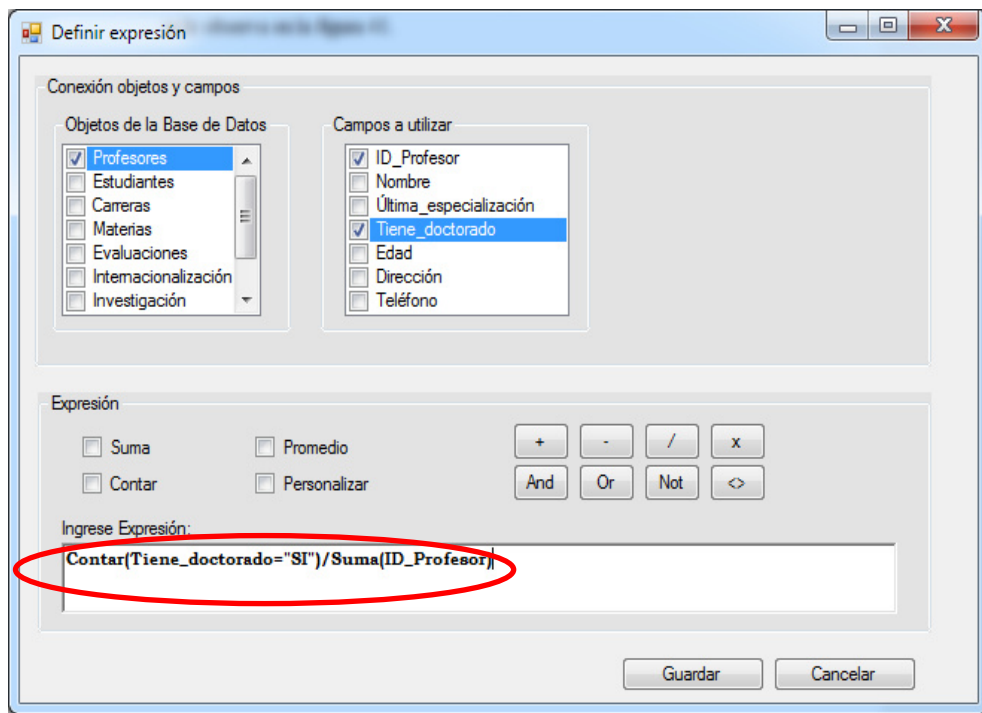 Definir expresión
Conexión objetos y campos
Objetos de la Base de Datos
Profesores
Estudiantes
Carreras
Materias
Evaluaciones
Internacionalización
Investigación
Campos a utilizar
ID_Profesor
Nombre
Última_especialización
Tiene_doctorado
Edad
Dirección
Teléfono
Expresión
Suma
Promedio
Contar
Personalizar
+ - / x
And Or Not <>
Ingrese Expresión:
Contar(Tiene_doctorado="SI")/Suma(ID_Profesor)
Guardar Cancelar